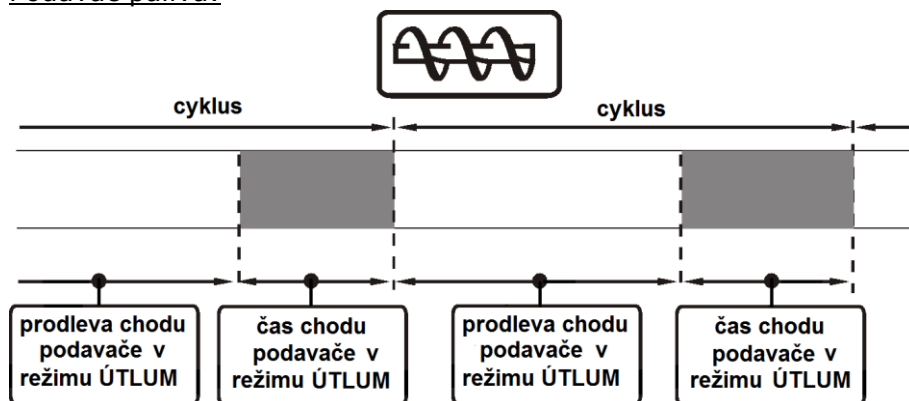 Podavač paliva:
cyklus
cyklus
prodleva chodu
podavače v
režimu ÚTLUM
čas chodu
podavače v
režimu ÚTLUM
prodleva chodu
podavače v
režimu ÚTLUM
čas chodu
podavače v
režimu ÚTLUM